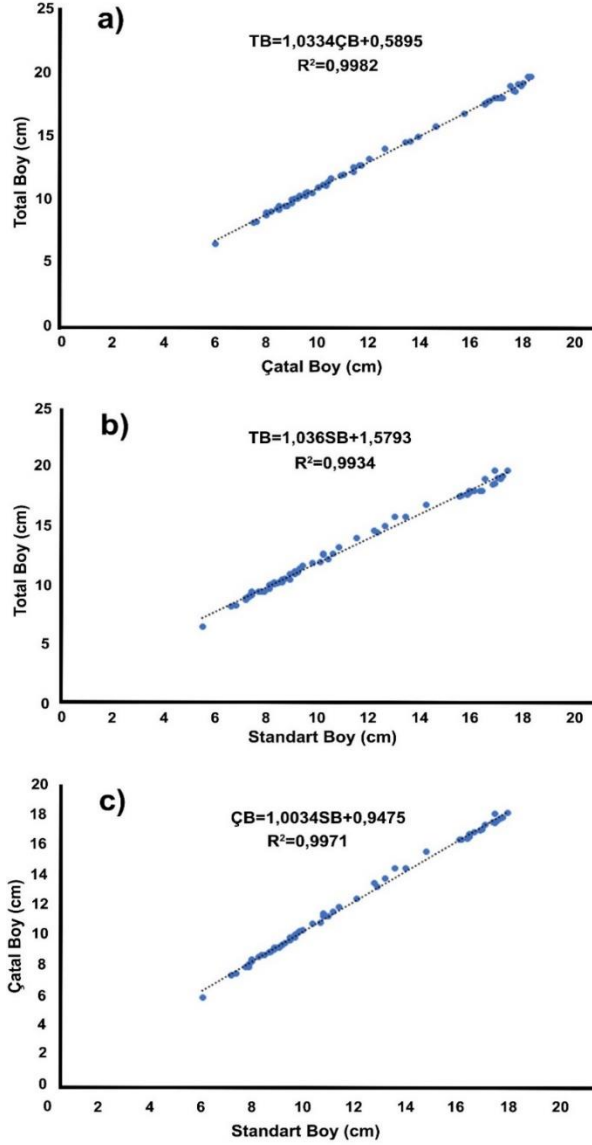 a)
TB=1,0334ÇB+0,5895
R²=0,9982
Total Boy (cm)
25
20
15
10
5
0
0 2 4 6 8 10 12 14 16 18 20
Çatal Boy (cm)
b)
TB=1,036SB+1,5793
R²=0,9934
Total Boy (cm)
25
20
15
10
5
0
0 2 4 6 8 10 12 14 16 18 20
Standart Boy (cm)
c)
ÇB=1,0034SB+0,9475
R²=0,9971
Çatal Boy (cm)
20
18
16
14
12
10
8
6
4
2
0
0 2 4 6 8 10 12 14 16 18 20
Standart Boy (cm)